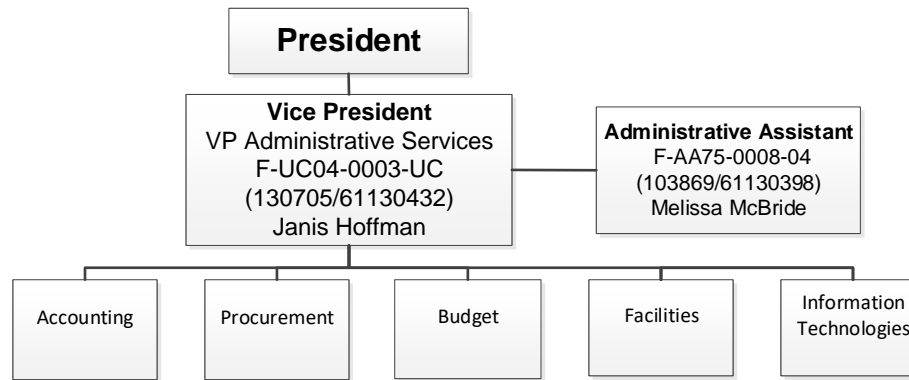 President
Vice President
VP Administrative Services
F-UC04-0003-UC
(130705/61130432)
Janis Hoffman
Administrative Assistant
F-AA75-0008-04
(103869/61130398)
Melissa McBride
Accounting
Procurement
Budget
Facilities
Information
Technologies